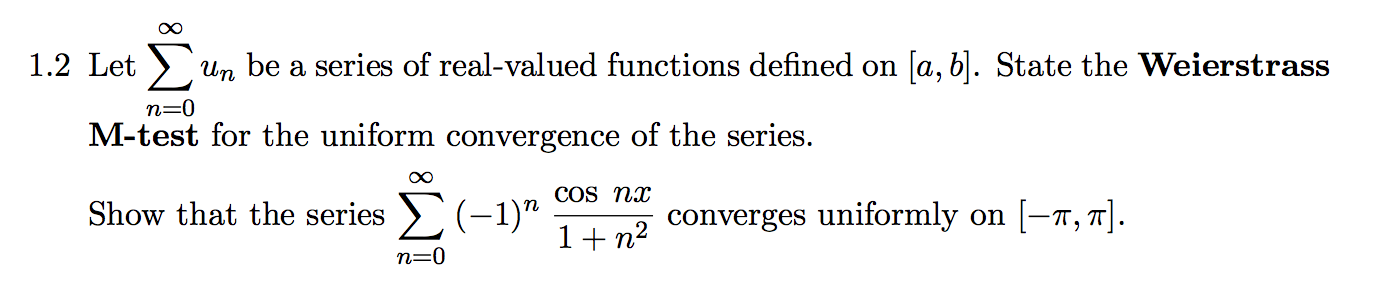 1.2 Let $\sum_{n=0}^{\infty} u_n$ be a series of real-valued functions defined on $[a, b]$. State the Weierstrass
M-test for the uniform convergence of the series.
Show that the series $\sum_{n=0}^{\infty} (-1)^n \frac{\cos nx}{1 + n^2}$ converges uniformly on $[-\pi, \pi]$.